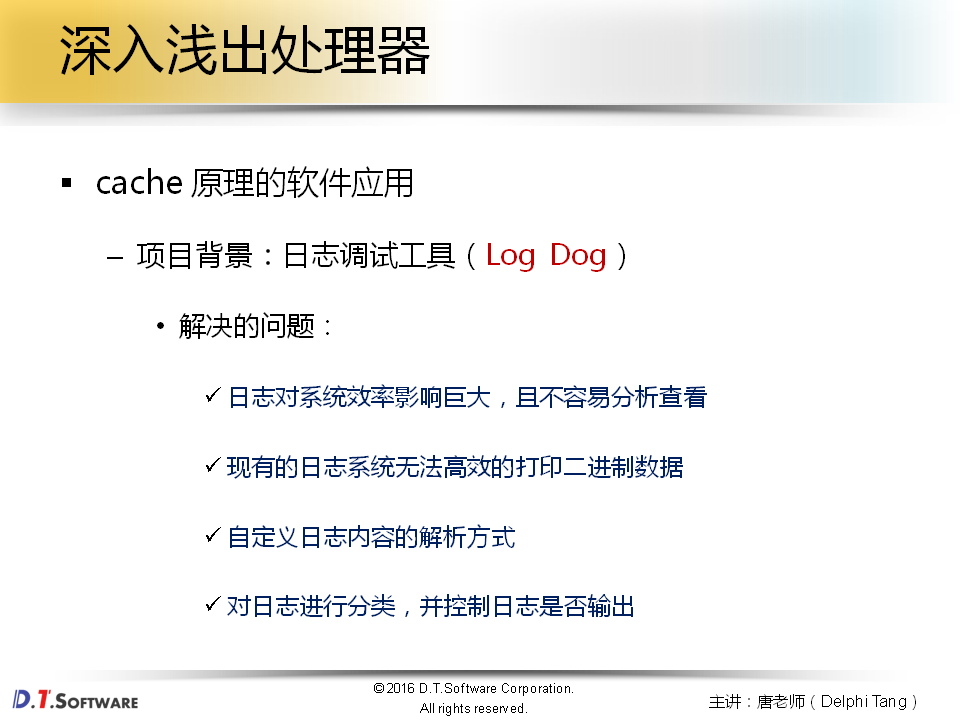 深入浅出处理器
▪ cache 原理的软件应用
– 项目背景：日志调试工具（Log Dog）
• 解决的问题：
✓ 日志对系统效率影响巨大，且不容易分析查看
✓ 现有的日志系统无法高效的打印二进制数据
✓ 自定义日志内容的解析方式
✓ 对日志进行分类，并控制日志是否输出
D.T.SOFTWARE
©2016 D.T.Software Corporation.
All rights reserved.
主讲：唐老师（Delphi Tang）